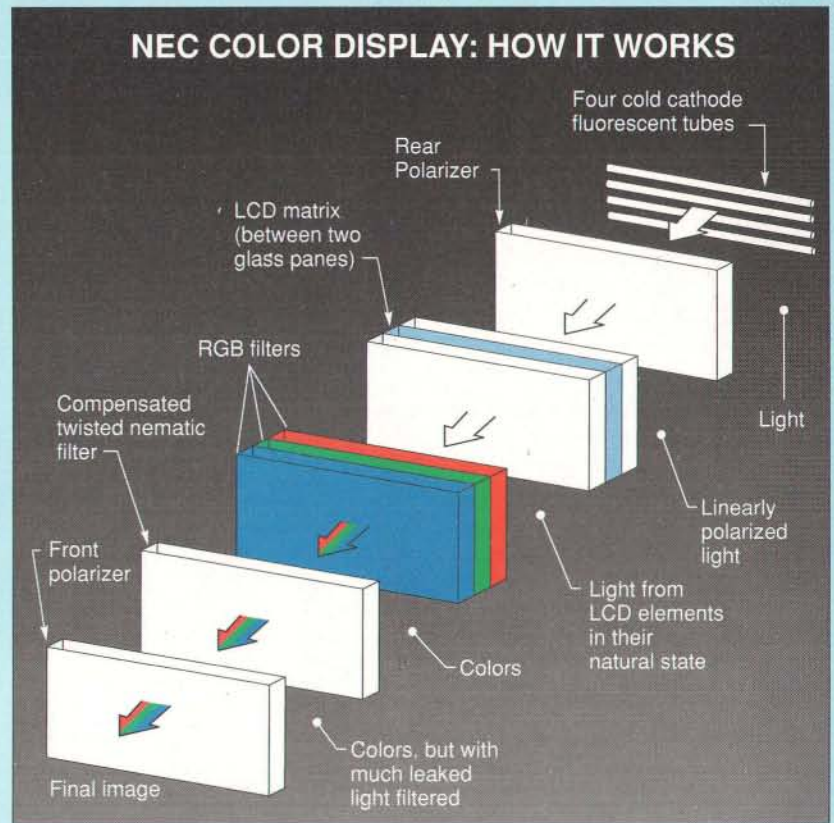 NEC COLOR DISPLAY: HOW IT WORKS
Four cold cathode
fluorescent tubes
Rear
Polarizer
LCD matrix
(between two
glass panes)
RGB filters
Compensated
twisted nematic
filter
Front
polarizer
Light
Linearly
polarized
light
Light from
LCD elements
in their
natural state
Colors
Colors, but with
much leaked
light filtered
Final image